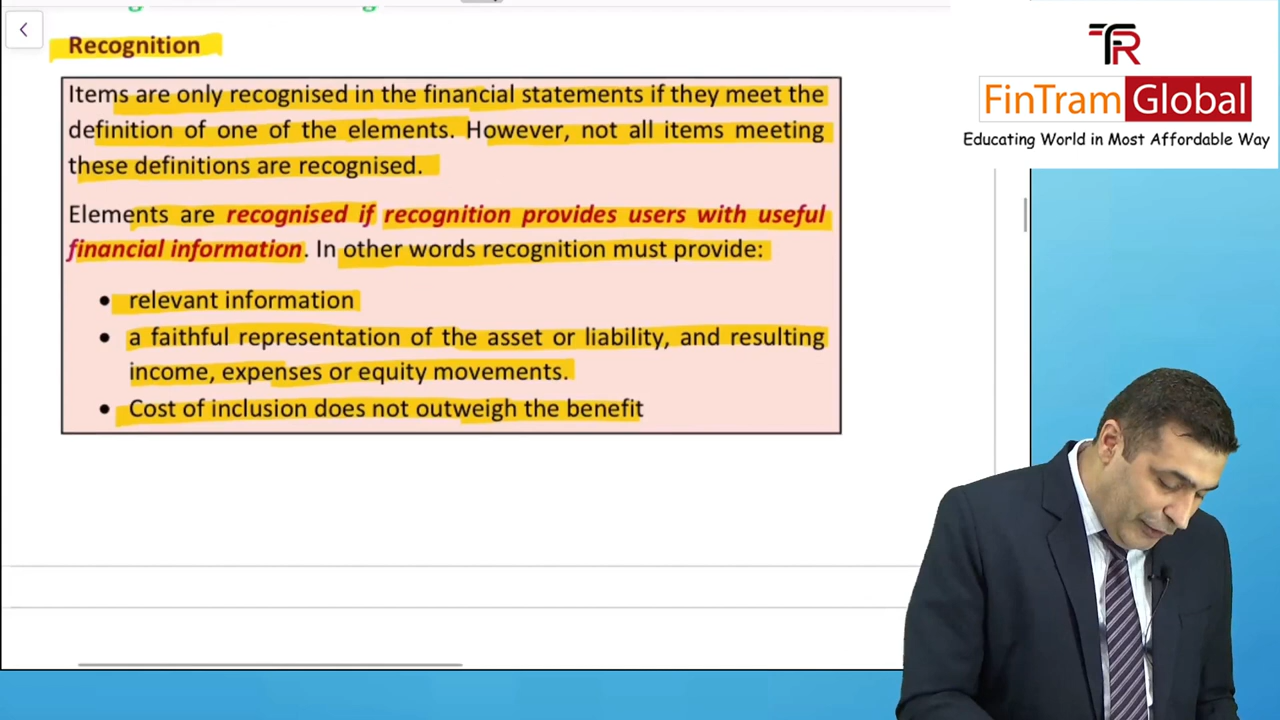 Recognition
Items are only recognised in the financial statements if they meet the
definition of one of the elements. However, not all items meeting
these definitions are recognised.
Elements are recognised if recognition provides users with useful
financial information. In other words recognition must provide:
• relevant information
• a faithful representation of the asset or liability, and resulting
income, expenses or equity movements.
• Cost of inclusion does not outweigh the benefit
FinTram Global
Educating World in Most Affordable Way